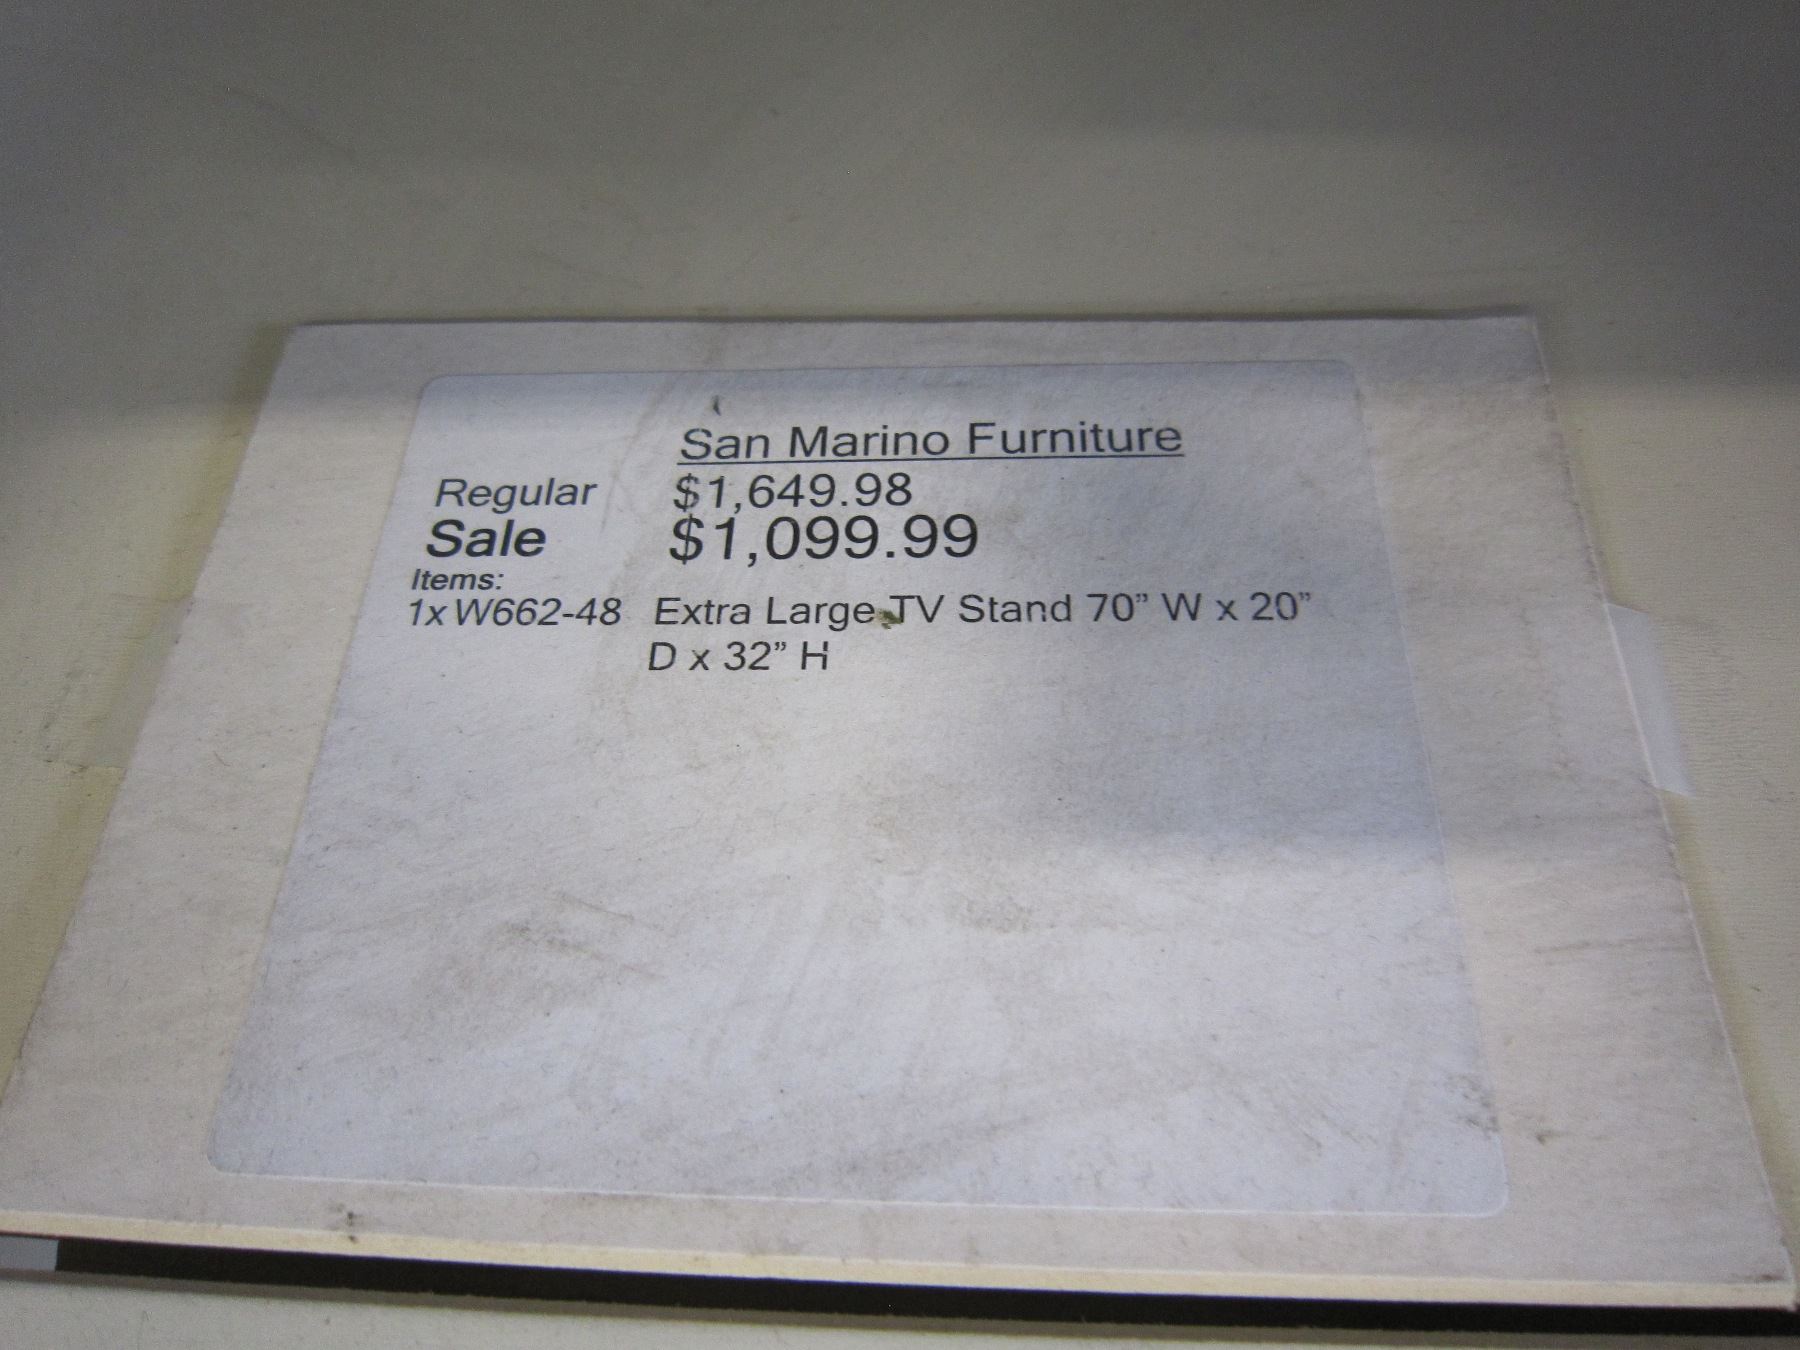 San Marino Furniture
Regular $1,649.98
Sale $1,099.99
Items:
1x W662-48 Extra Large TV Stand 70” W x 20”
D x 32” H